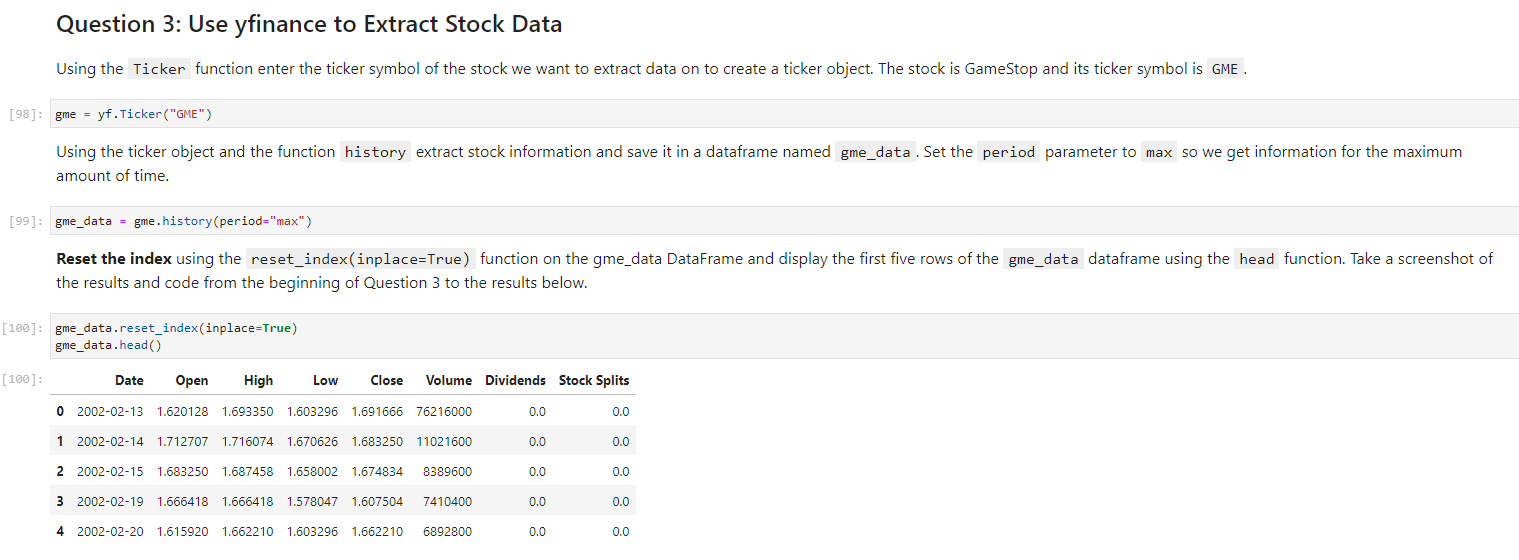 Question 3: Use yfinance to Extract Stock Data
Using the Ticker function enter the ticker symbol of the stock we want to extract data on to create a ticker object. The stock is GameStop and its ticker symbol is GME.
[98]: gme = yf.Ticker("GME")
Using the ticker object and the function history extract stock information and save it in a dataframe named gme_data. Set the period parameter to max so we get information for the maximum
amount of time.
[99]: gme_data = gme.history(period="max")
Reset the index using the reset_index(inplace=True) function on the gme_data DataFrame and display the first five rows of the gme_data dataframe using the head function. Take a screenshot of
the results and code from the beginning of Question 3 to the results below.
[100]: gme_data.reset_index(inplace=True)
gme_data.head()
[100]: Date Open High Low Close Volume Dividends Stock Splits
0 2002-02-13 1.620128 1.693350 1.603296 1.691666 76216000 0.0 0.0
1 2002-02-14 1.712707 1.716074 1.670626 1.683250 11021600 0.0 0.0
2 2002-02-15 1.683250 1.687458 1.658002 1.674834 8389600 0.0 0.0
3 2002-02-19 1.666418 1.666418 1.578047 1.607504 7410400 0.0 0.0
4 2002-02-20 1.615920 1.662210 1.603296 1.662210 6892800 0.0 0.0